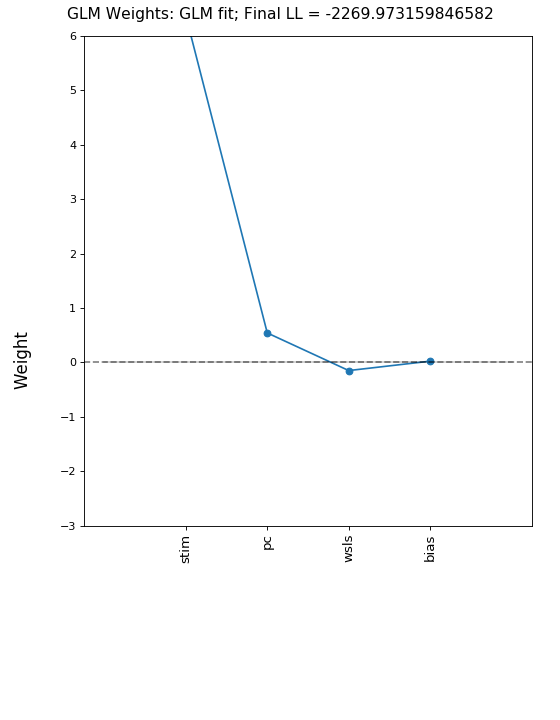 GLM Weights: GLM fit; Final LL = -2269.973159846582
6
5
4
3
2
1
0
−1
−2
−3
Weight
stim
pc
wsls
bias